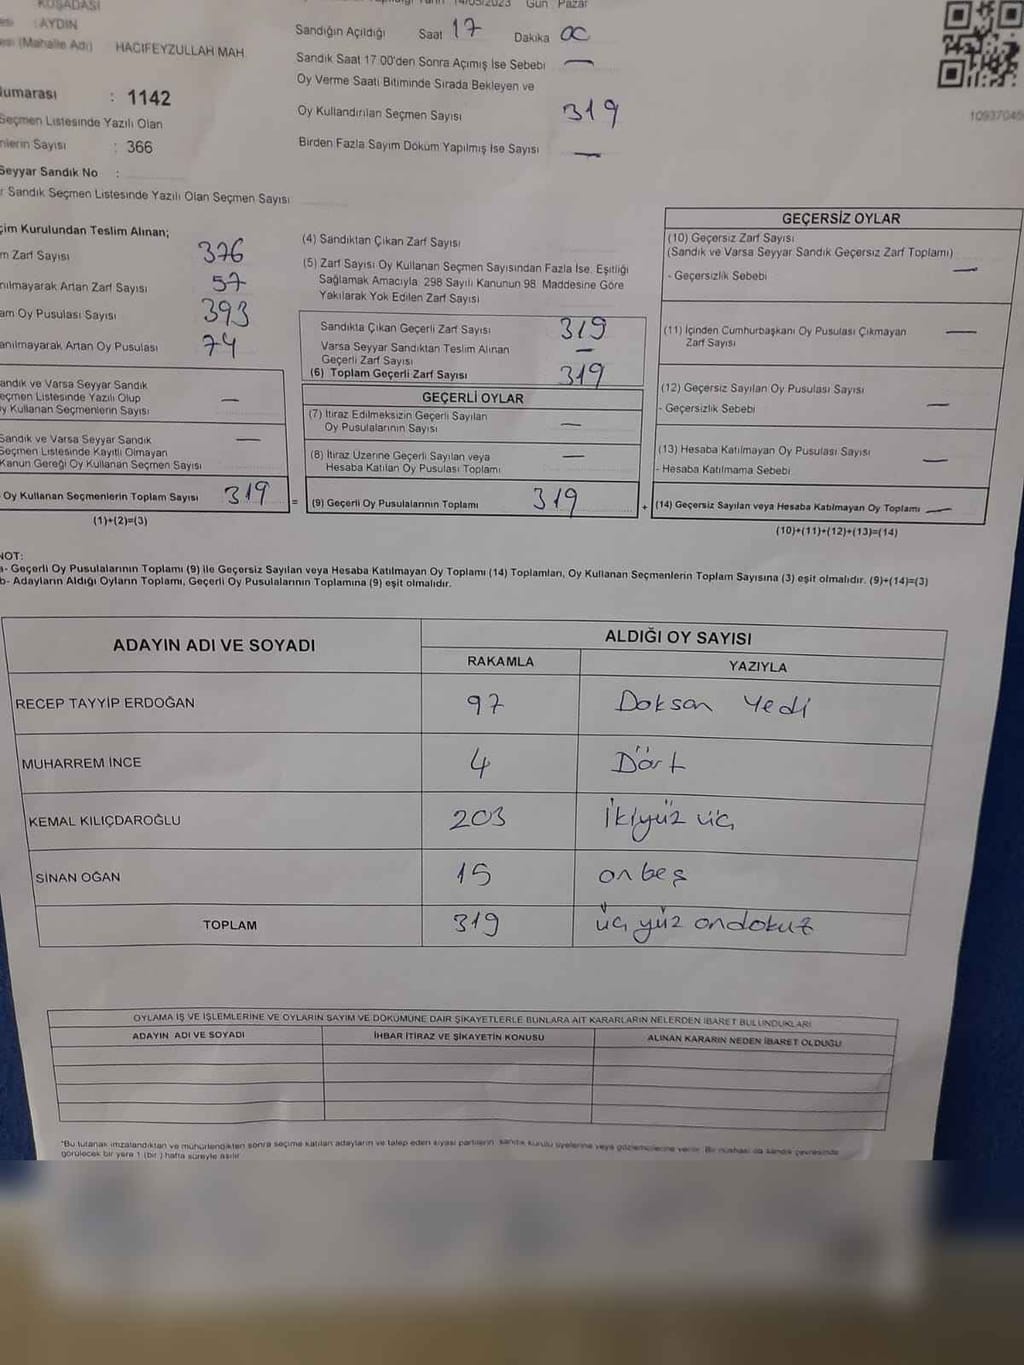 KUŞADASI
AYDIN
(Mahalle Adı) HACIFEYZULLAH MAH.
14/05/2023 Gün Pazar
Sandığın Açıldığı Saat 17 Dakika
Sandık Saat 17:00'den Sonra Açımış İse Sebebi —
Oy Verme Saati Bitiminde Sırada Bekleyen ve
Oy Kullandırılan Seçmen Sayısı 319
Birden Fazla Sayım Döküm Yapılmış İse Sayısı —
: 1142
Seçmen Listesinde Yazılı Olan
Sayısı : 366
Seyyar Sandık No :
Sandık Seçmen Listesinde Yazılı Olan Seçmen Sayısı
Kurulundan Teslim Alınan;
Zarf Sayısı 376
Artan Zarf Sayısı 57
Oy Pusulası Sayısı 393
Artan Oy Pusulası 74
Sandık ve Varsa Seyyar Sandık
Seçmen Listesinde Yazılı Olup
Oy Kullanan Seçmenlerin Sayısı —
Sandık ve Varsa Seyyar Sandık
Seçmen Listesinde Kayıtlı Olmayan
Kanun Gereği Oy Kullanan Seçmen Sayısı —
Oy Kullanan Seçmenlerin Toplam Sayısı 319
(1)+(2)=(3)
(4) Sandıktan Çıkan Zarf Sayısı
(5) Zarf Sayısı Oy Kullanan Seçmen Sayısından Fazla İse, Eşitliği
Sağlamak Amacıyla 298 Sayılı Kanunun 98. Maddesine Göre
Yakılarak Yok Edilen Zarf Sayısı
Sandıkta Çıkan Geçerli Zarf Sayısı 319
Varsa Seyyar Sandıktan Teslim Alınan
Geçerli Zarf Sayısı —
(6) Toplam Geçerli Zarf Sayısı 319
GEÇERLİ OYLAR
(7) İtiraz Edilmeksizin Geçerli Sayılan
Oy Pusulalarının Sayısı —
(8) İtiraz Üzerine Geçerli Sayılan veya
Hesaba Katılan Oy Pusulası Toplamı —
= (9) Geçerli Oy Pusulalarının Toplamı 319
GEÇERSİZ OYLAR
(10) Geçersiz Zarf Sayısı
(Sandık ve Varsa Seyyar Sandık Geçersiz Zarf Toplamı)
- Geçersizlik Sebebi —
(11) İçinden Cumhurbaşkanı Oy Pusulası Çıkmayan
Zarf Sayısı —
(12) Geçersiz Sayılan Oy Pusulası Sayısı
- Geçersizlik Sebebi —
(13) Hesaba Katılmayan Oy Pusulası Sayısı
- Hesaba Katılmama Sebebi —
+ (14) Geçersiz Sayılan veya Hesaba Katılmayan Oy Toplamı —
(10)+(11)+(12)+(13)=(14)
NOT:
a- Geçerli Oy Pusulalarının Toplamı (9) ile Geçersiz Sayılan veya Hesaba Katılmayan Oy Toplamı (14) Toplamları, Oy Kullanan Seçmenlerin Toplam Sayısına (3) eşit olmalıdır. (9)+(14)=(3)
b- Adayların Aldığı Oyların Toplamı, Geçerli Oy Pusulalarının Toplamına (9) eşit olmalıdır.
ADAYIN ADI VE SOYADI ALDIĞI OY SAYISI
RAKAMLA YAZIYLA
RECEP TAYYİP ERDOĞAN 97 Doksan Yedi
MUHARREM İNCE 4 Dört
KEMAL KILIÇDAROĞLU 203 İkiyüz üç
SİNAN OĞAN 15 onbeş
TOPLAM 319 üç yüz ondokuz
OYLAMA İŞ VE İŞLEMLERİNE VE OYLARIN SAYIM VE DÖKÜMÜNE DAİR ŞİKAYETLERLE BUNLARA AİT KARARLARIN NELERDEN İBARET BULUNDUKLARI
ADAYIN ADI VE SOYADI İHBAR İTİRAZ VE ŞİKAYETİN KONUSU ALINAN KARARIN NEDEN İBARET OLDUĞU
*Bu tutanak imzalandıktan ve mühürlendikten sonra seçime katılan adayların ve talep eden siyasi partilerin sandık kurulu üyelerine veya gözlemcilerine verilir. Bir nüshası da sandık çevresinde
görülecek bir yere 1 (bir) hafta süreyle asılır.